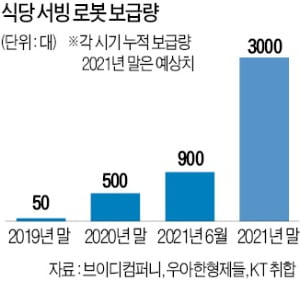 식당 서빙 로봇 보급량
(단위 : 대) ※각 시기 누적 보급량
2021년 말은 예상치
3000
900
500
50
2019년 말 2020년 말 2021년 6월 2021년 말
자료 : 브이디컴퍼니, 우아한형제들, KT 취합